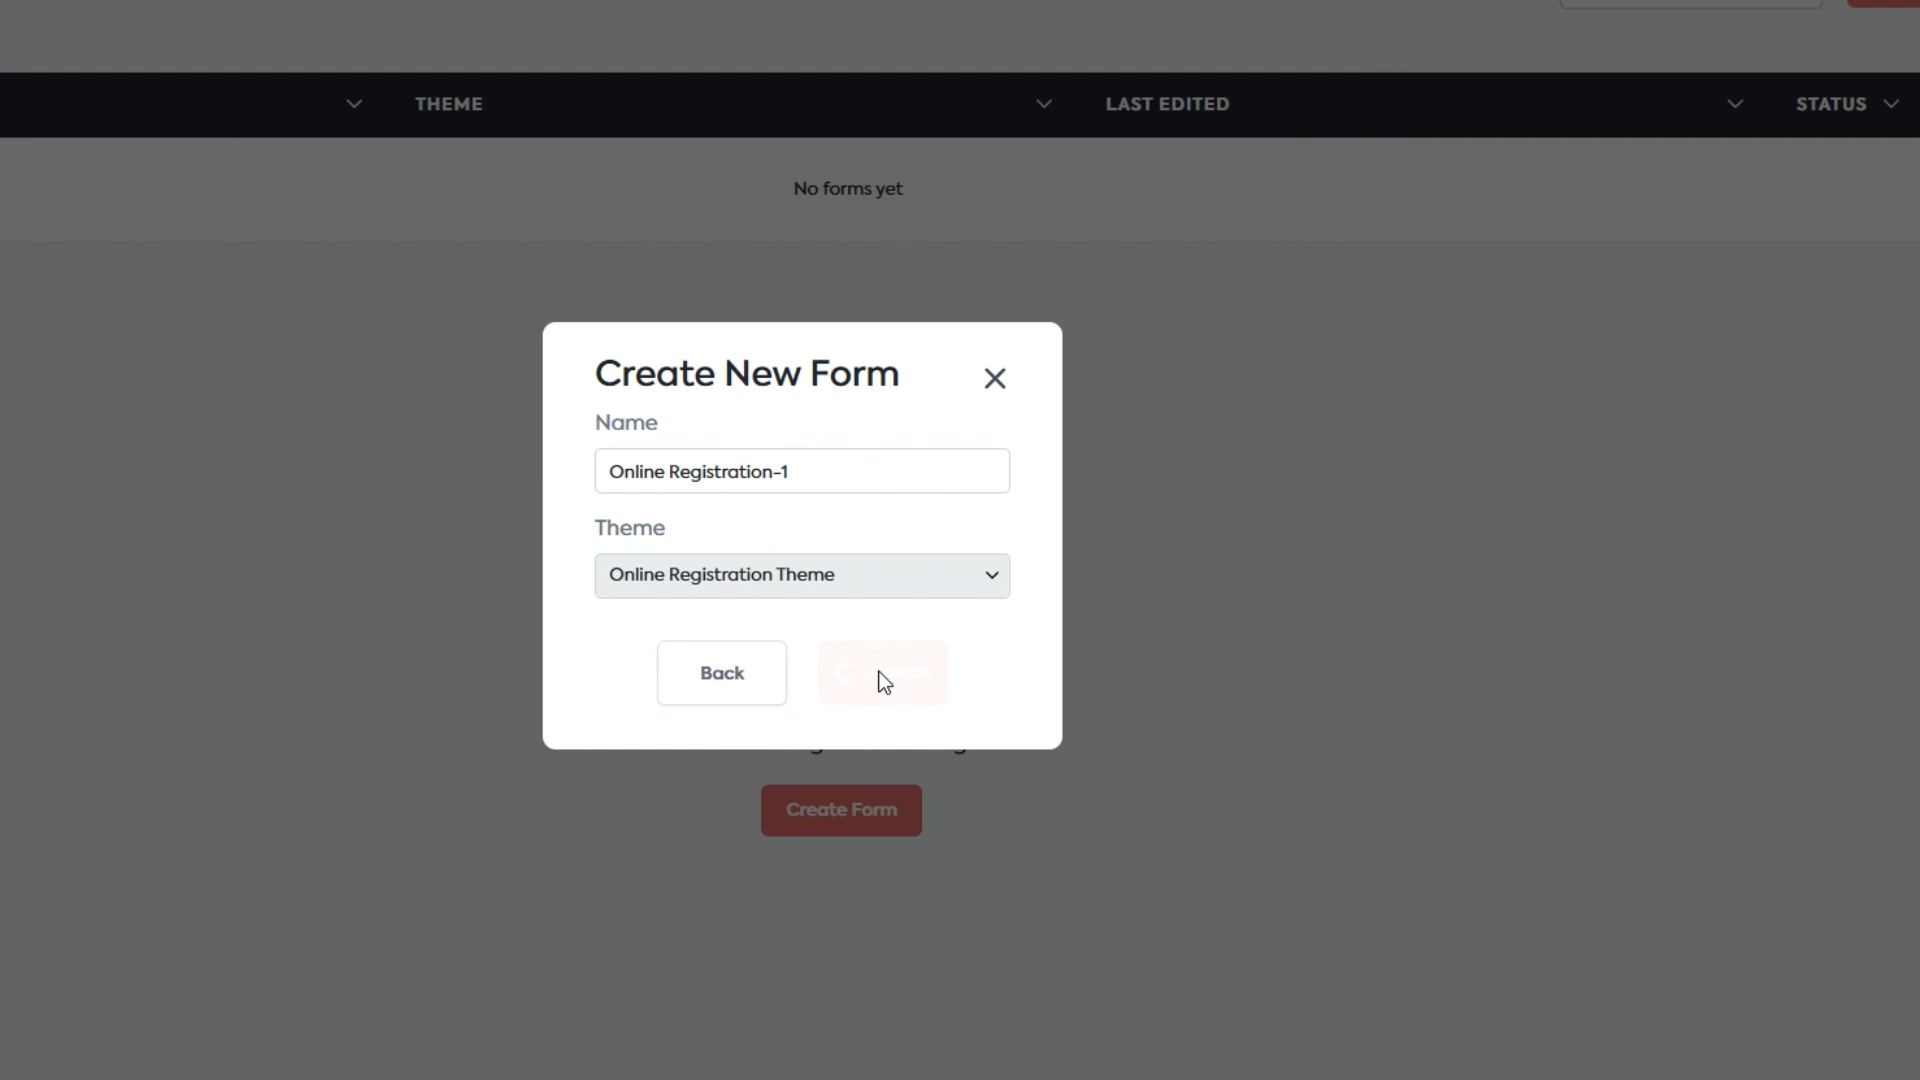 THEME
LAST EDITED
STATUS
No forms yet
Create New Form
Name
Online Registration-1
Theme
Online Registration Theme
Back
Create Form